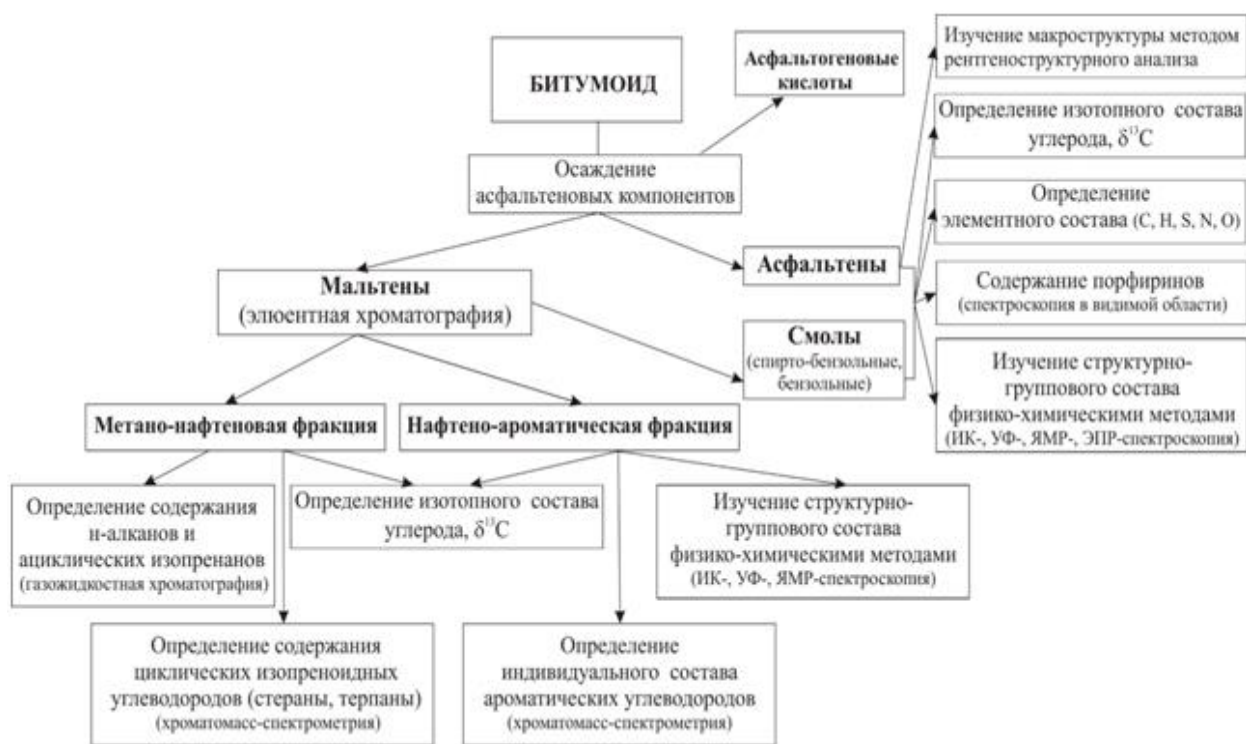 БИТУМОИД
Асфальтогеновые
кислоты
Изучение макроструктуры методом
рентгеноструктурного анализа
Определение изотопного состава
углерода, δ¹³С
Осаждение
асфальтеновых компонентов
Определение
элементного состава (C, H, S, N, O)
Асфальтены
Мальтены
(элюентная хроматография)
Содержание порфиринов
(спектроскопия в видимой области)
Смолы
(спирто-бензольные,
бензольные)
Изучение структурно-
группового состава
физико-химическими методами
(ИК-, УФ-, ЯМР-, ЭПР-спектроскопия)
Метано-нафтеновая фракция
Нафтено-ароматическая фракция
Определение содержания
н-алканов и
ациклических изопренанов
(газожидкостная хроматография)
Определение изотопного состава
углерода, δ¹³С
Изучение структурно-
группового состава
физико-химическими методами
(ИК-, УФ-, ЯМР-спектроскопия)
Определение содержания
циклических изопреноидных
углеводородов (стераны, терпаны)
(хроматомасс-спектрометрия)
Определение
индивидуального состава
ароматических углеводородов
(хроматомасс-спектрометрия)